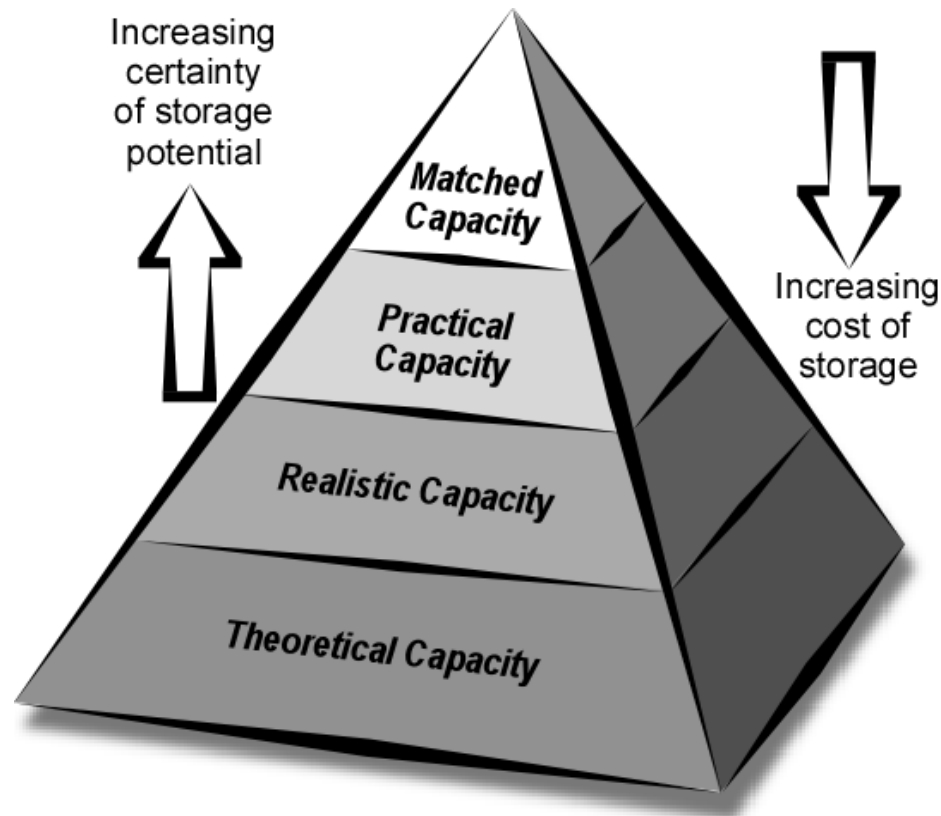 Increasing
certainty
of storage
potential
Matched
Capacity
Practical
Capacity
Realistic Capacity
Theoretical Capacity
Increasing
cost of
storage